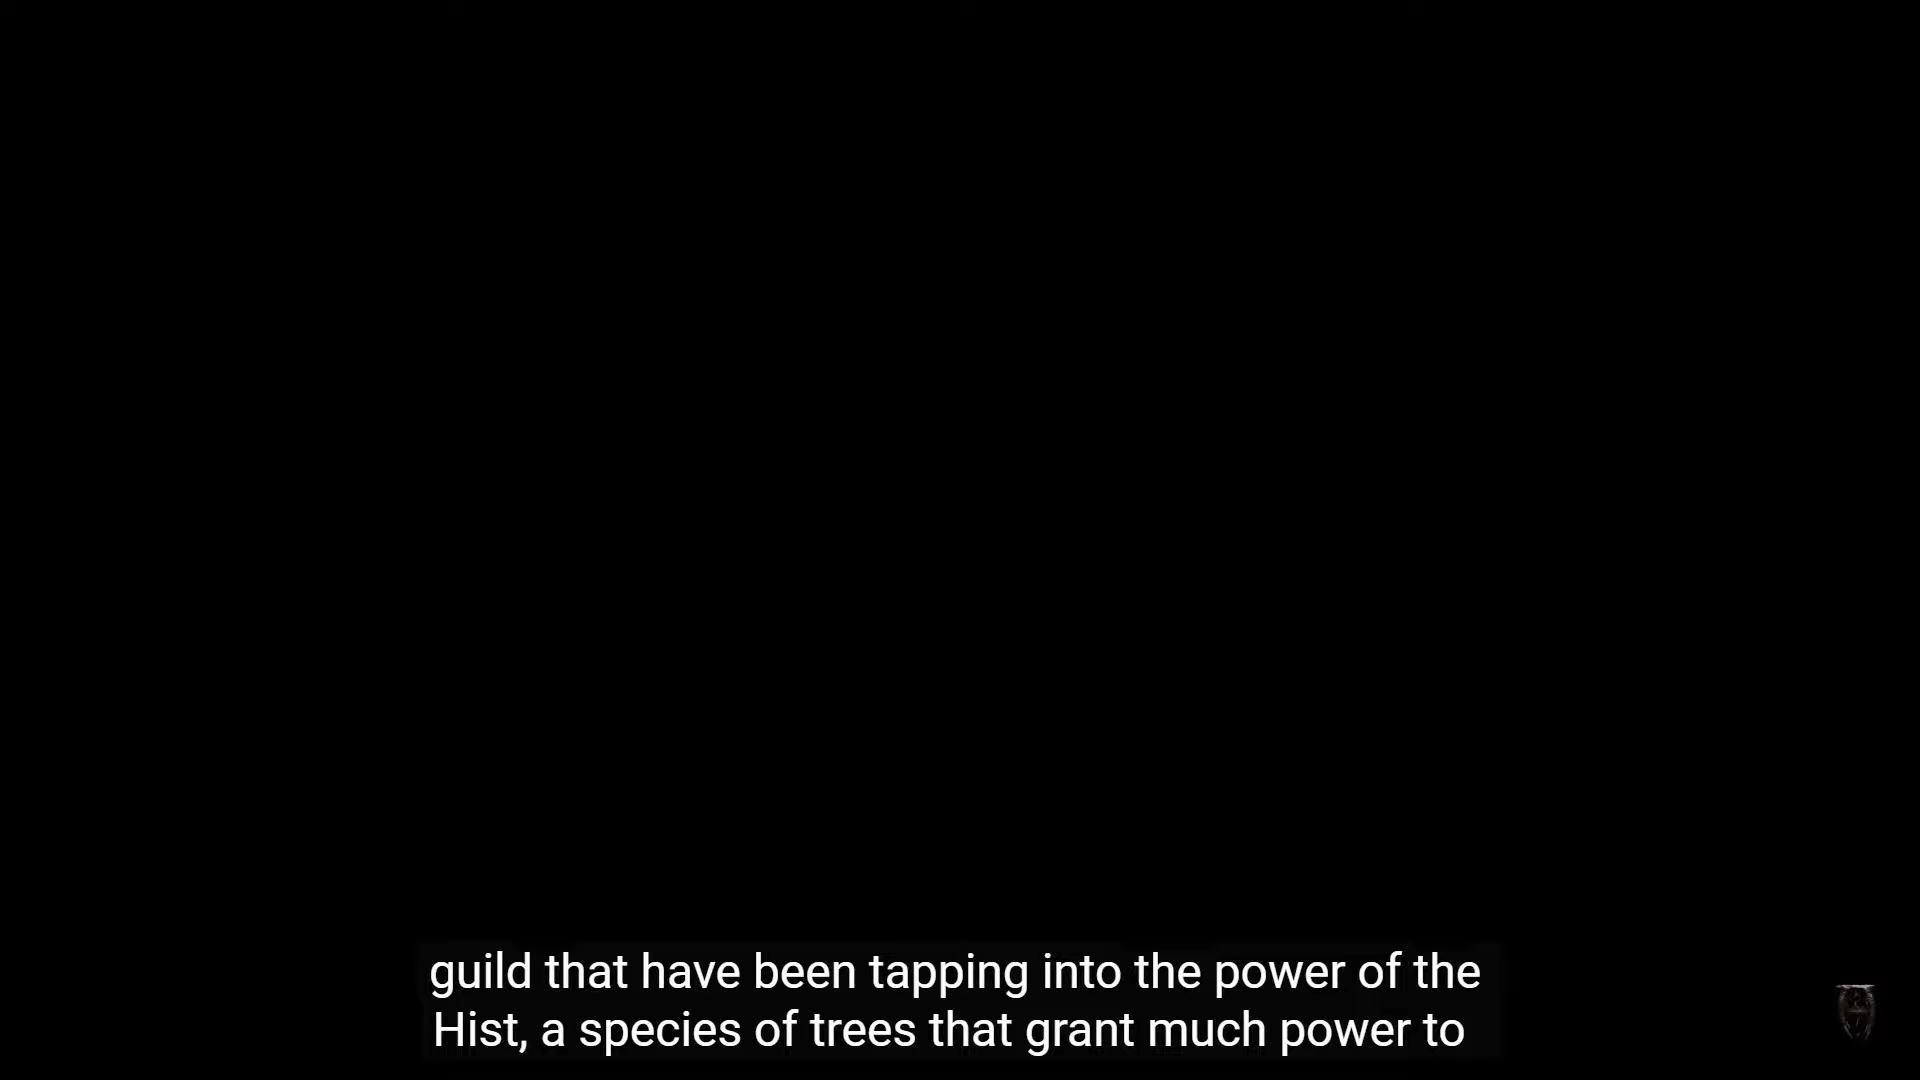 guild that have been tapping into the power of the
Hist, a species of trees that grant much power to